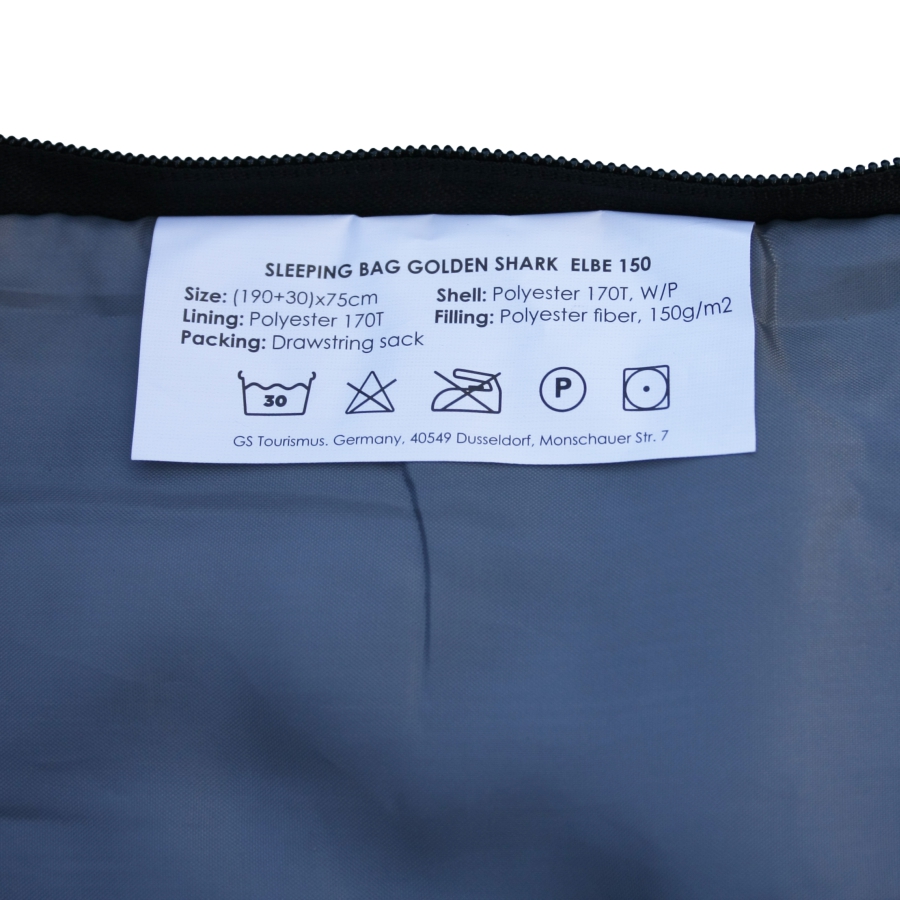 SLEEPING BAG GOLDEN SHARK ELBE 150
Size: (190+30)x75cm
Shell: Polyester 170T, W/P
Lining: Polyester 170T
Filling: Polyester fiber, 150g/m2
Packing: Drawstring sack
30
P
GS Tourismus. Germany, 40549 Dusseldorf, Monschauer Str. 7